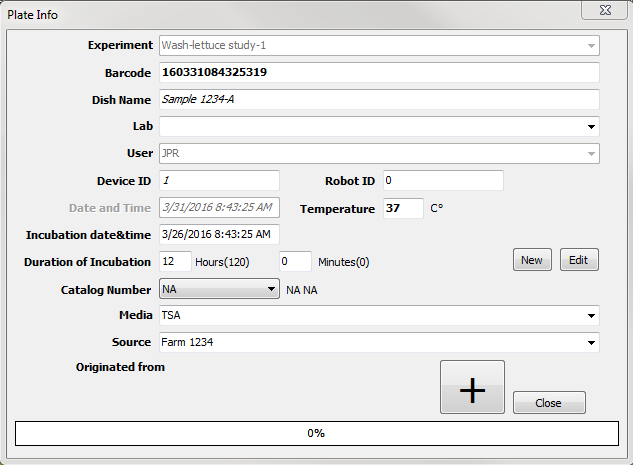 Plate Info
Experiment Wash-lettuce study-1
Barcode 160331084325319
Dish Name Sample 1234-A
Lab
User JPR
Device ID 1 Robot ID 0
Date and Time 3/31/2016 8:43:25 AM Temperature 37 C°
Incubation date&time 3/26/2016 8:43:25 AM
Duration of Incubation 12 Hours(120) 0 Minutes(0) New Edit
Catalog Number NA NA NA
Media TSA
Source Farm 1234
Originated from + Close
0%